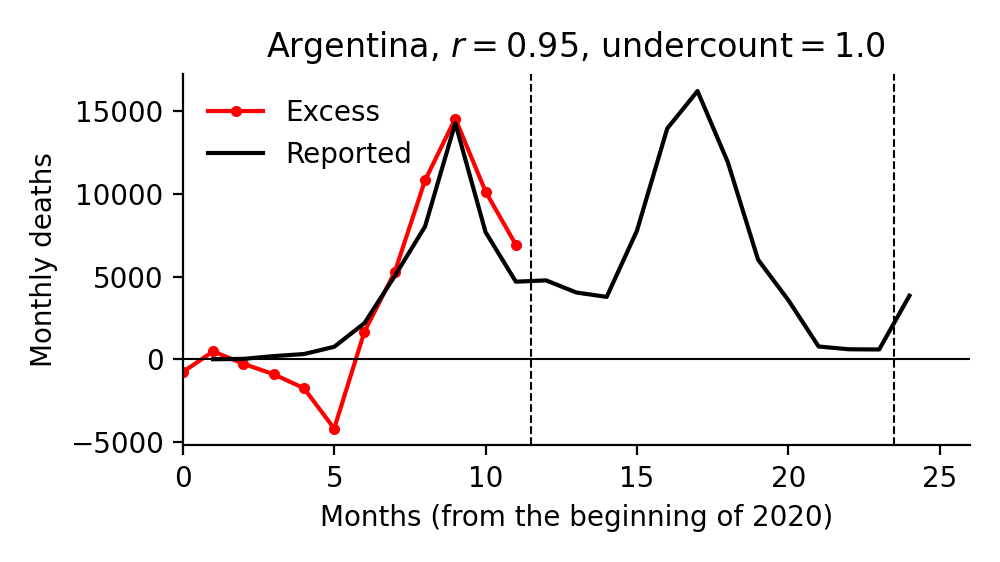 Argentina, r = 0.95, undercount = 1.0
Excess
Reported
Monthly deaths
15000
10000
5000
0
−5000
0 5 10 15 20 25
Months (from the beginning of 2020)